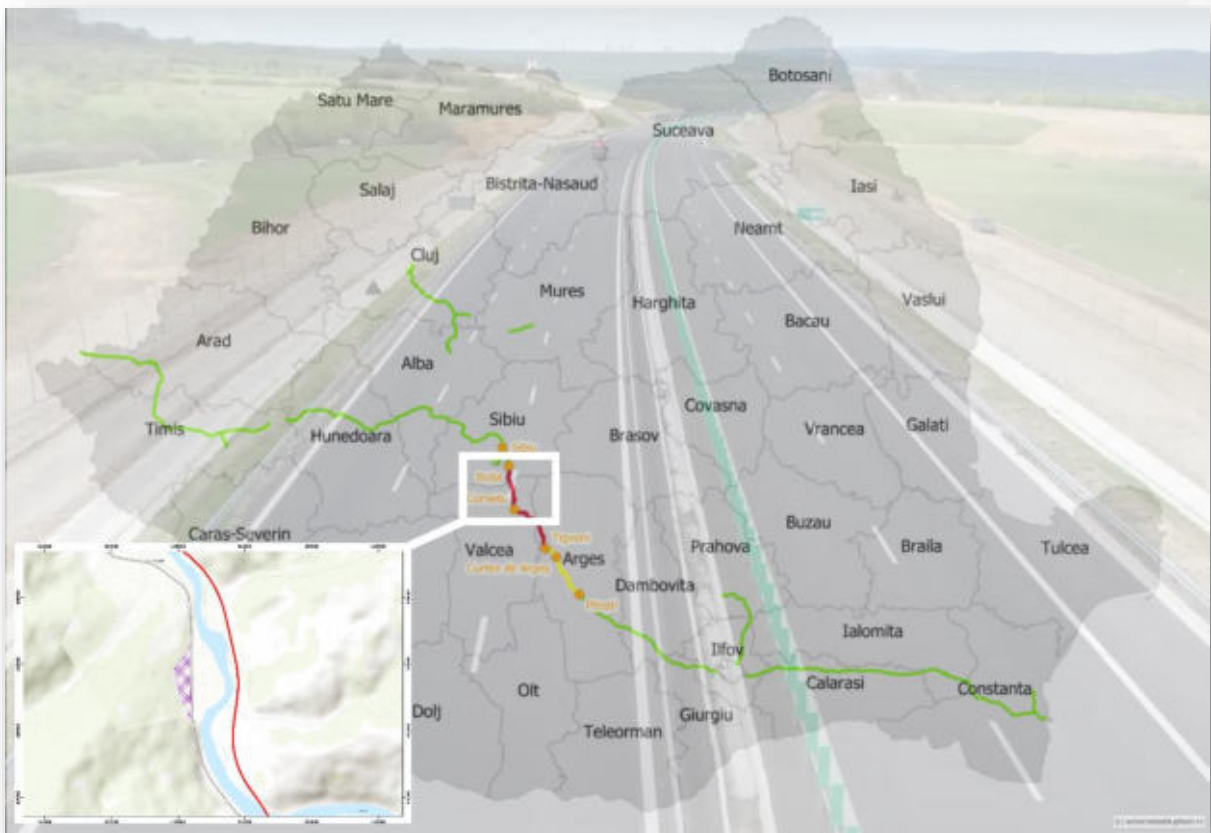 Botosani
Satu Mare
Maramures
Suceava
Bistrita-Nasaud
Salaj
Iasi
Bihor
Neamt
Cluj
Mures
Harghita
Vaslui
Bacau
Arad
Alba
Covasna
Sibiu
Timis
Hunedoara
Brasov
Vrancea
Galati
Sibiu
Boita
Cornetu
Caras-Severin
Buzau
Tigveni
Valcea
Arges
Prahova
Braila
Tulcea
Curtea de Arges
Dambovita
Pitesti
Ialomita
Ilfov
Calarasi
Constanta
Olt
Dolj
Giurgiu
Teleorman